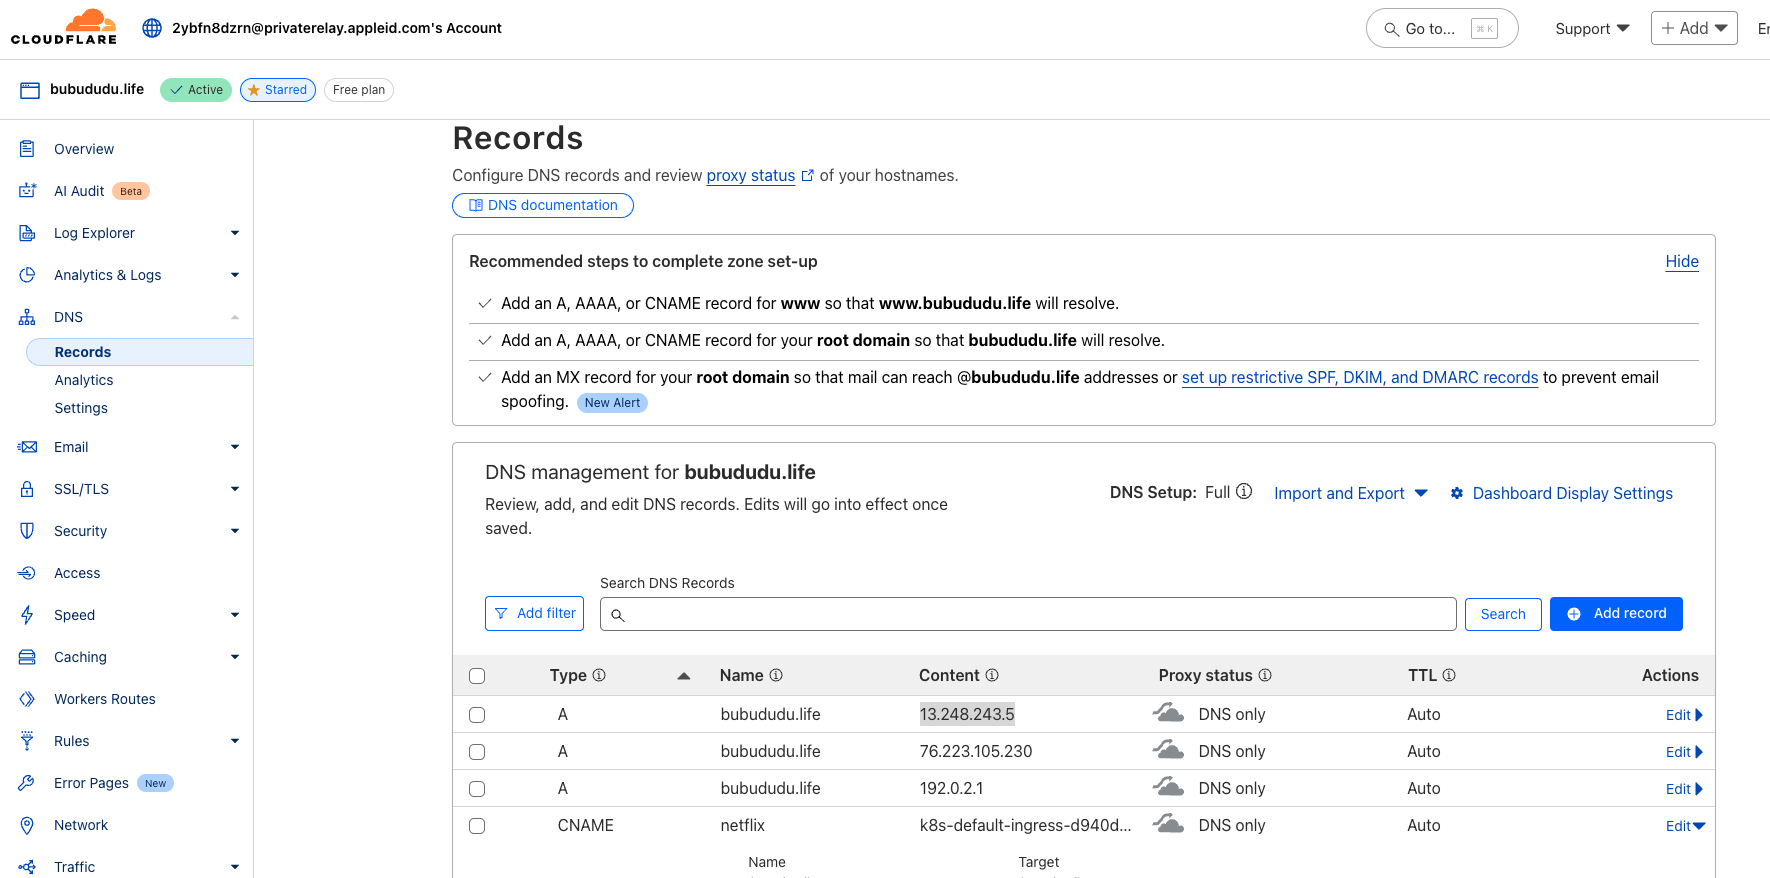 CLOUDFLARE
2ybfn8dzrn@privaterelay.appleid.com's Account
Go to...
⌘ K
Support
+ Add
bubududu.life
Active
Starred
Free plan
Overview
AI Audit Beta
Log Explorer
Analytics & Logs
DNS
Records
Analytics
Settings
Email
SSL/TLS
Security
Access
Speed
Caching
Workers Routes
Rules
Error Pages New
Network
Traffic
Records
Configure DNS records and review proxy status of your hostnames.
DNS documentation
Recommended steps to complete zone set-up
Hide
Add an A, AAAA, or CNAME record for www so that www.bubududu.life will resolve.
Add an A, AAAA, or CNAME record for your root domain so that bubududu.life will resolve.
Add an MX record for your root domain so that mail can reach @bubududu.life addresses or set up restrictive SPF, DKIM, and DMARC records to prevent email
spoofing. New Alert
DNS management for bubududu.life
Review, add, and edit DNS records. Edits will go into effect once
saved.
DNS Setup: Full
Import and Export
Dashboard Display Settings
Search DNS Records
Add filter
Search
Add record
Type Name Content Proxy status TTL Actions
A bubududu.life 13.248.243.5 DNS only Auto Edit
A bubududu.life 76.223.105.230 DNS only Auto Edit
A bubududu.life 192.0.2.1 DNS only Auto Edit
CNAME netflix k8s-default-ingress-d940d... DNS only Auto Edit
Name Target